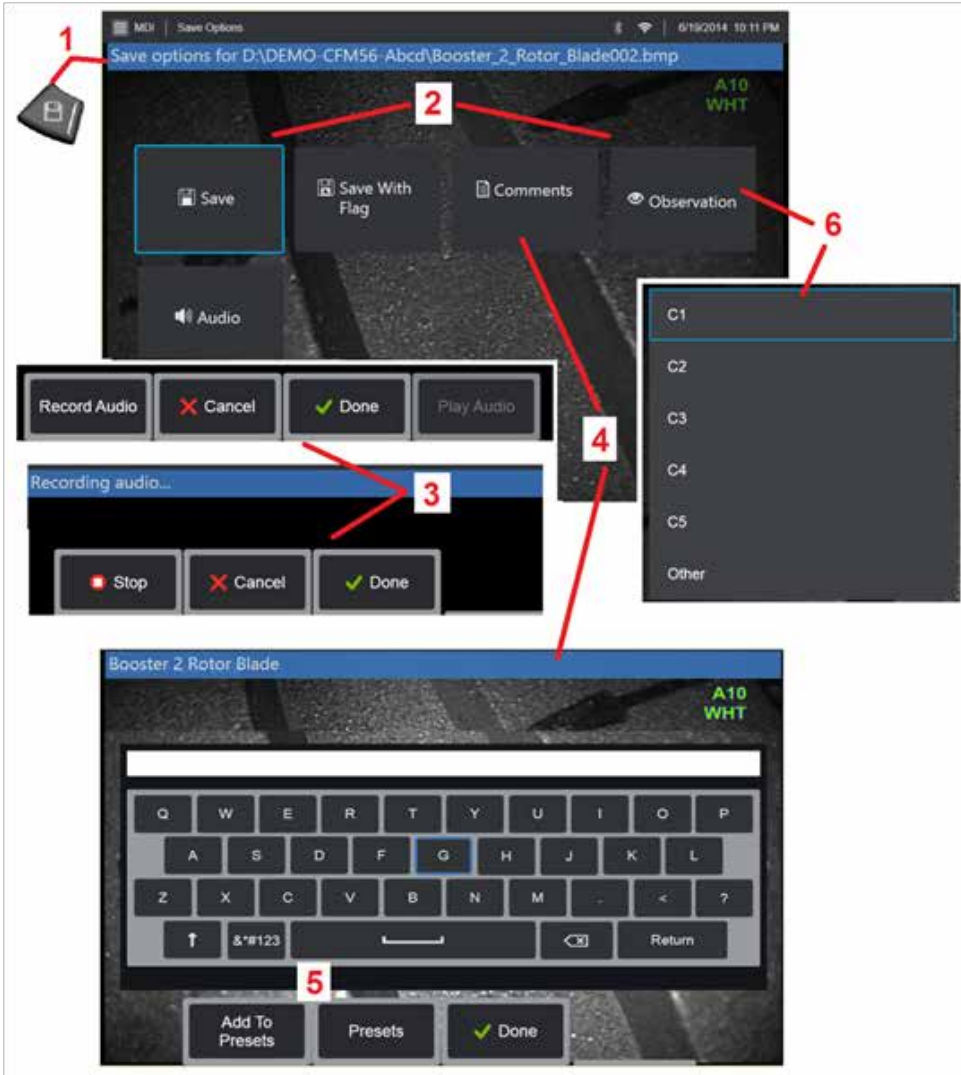 MDI | Save Options 6/19/2014 10:11 PM
1
Save options for D:\DEMO-CFM56-Abcd\Booster_2_Rotor_Blade002.bmp
A10
WHT
2
Save
Save With
Flag
Comments
Observation
6
Audio
C1
C2
C3
C4
C5
Other
Record Audio
Cancel
Done
Play Audio
4
3
Recording audio...
Stop
Cancel
Done
Booster 2 Rotor Blade
A10
WHT
Q W E R T Y U I O P
A S D F G H J K L
Z X C V B N M . < ?
&*#123
Return
5
Add To
Presets
Presets
Done